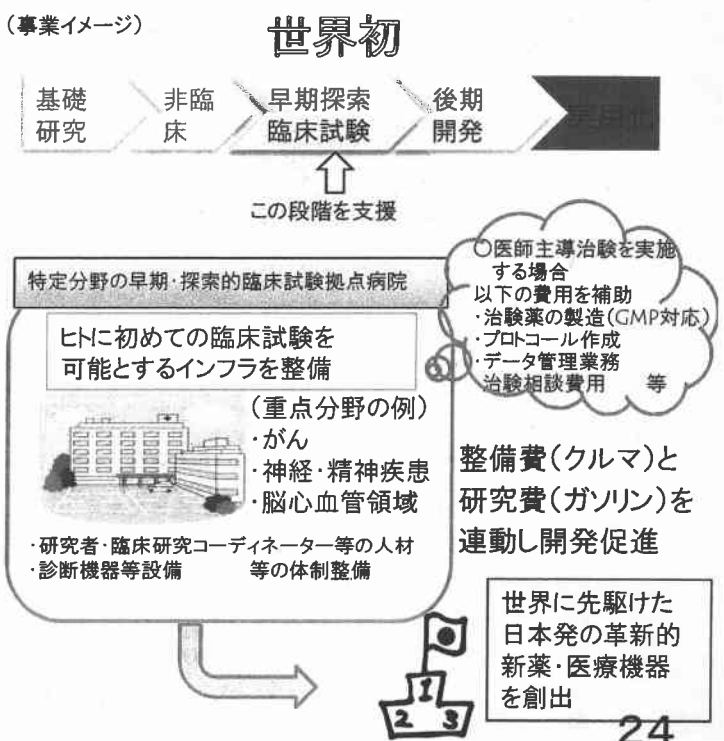 （事業イメージ）
世界初
基礎
研究
非臨
床
早期探索
臨床試験
後期
開発
実用化
この段階を支援
特定分野の早期・探索的臨床試験拠点病院
ヒトに初めての臨床試験を
可能とするインフラを整備
（重点分野の例）
・がん
・神経・精神疾患
・脳心血管領域
・研究者・臨床研究コーディネーター等の人材
・診断機器等設備　　　等の体制整備
○医師主導治験を実施
する場合
以下の費用を補助
・治験薬の製造（GMP対応）
・プロトコール作成
・データ管理業務
治験相談費用　等
整備費（クルマ）と
研究費（ガソリン）を
連動し開発促進
世界に先駆けた
日本発の革新的
新薬・医療機器
を創出
1
2 3
24